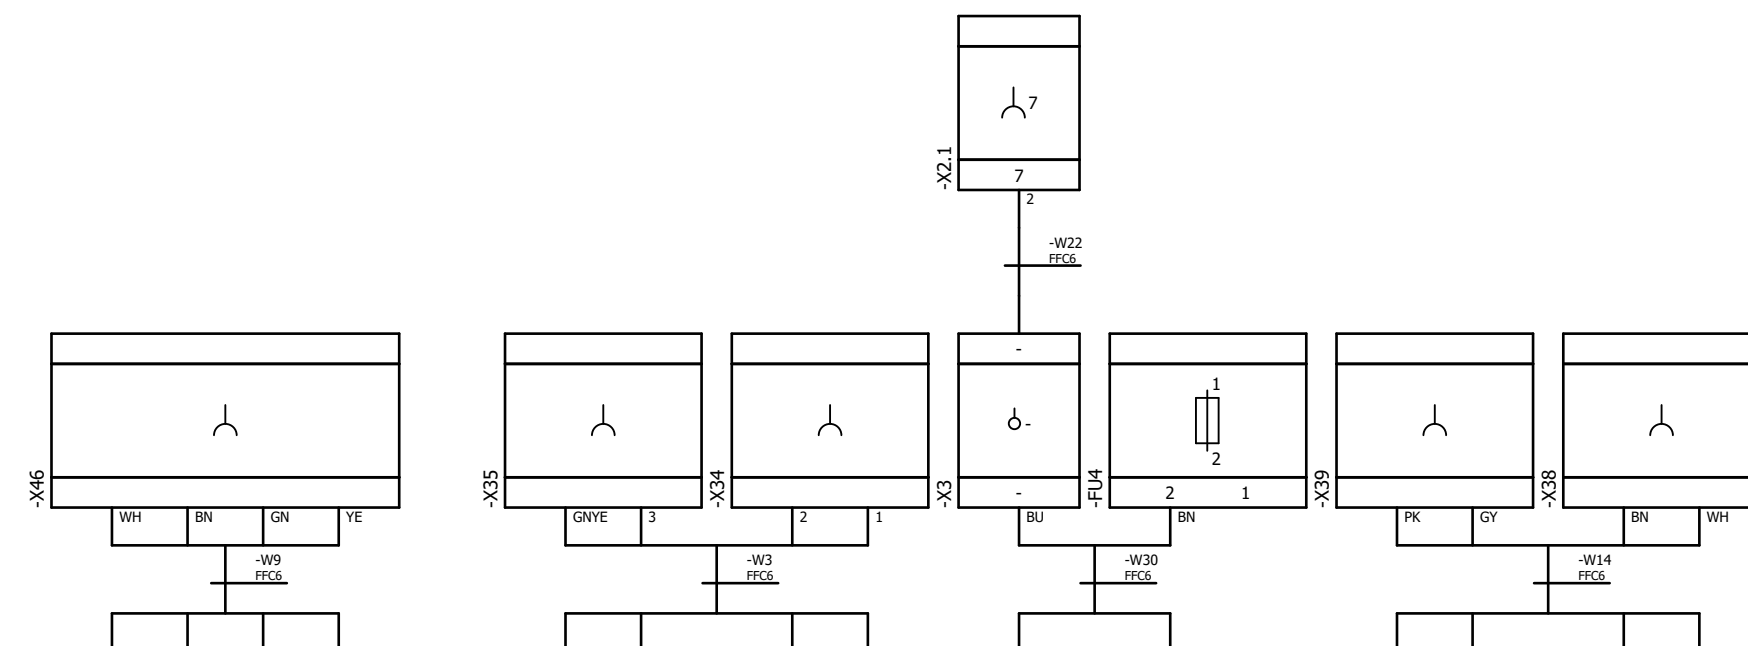 7
-X2.1
7
2
-W22
FFC6
-X46
WH BN GN YE
-W9
FFC6
-X35
GNYE 3
-X34
2 1
-W3
FFC6
-
-
-X3
-
BU
1
2
-FU4
2 1
BN
-W30
FFC6
-X39
PK GY
-X38
BN WH
-W14
FFC6